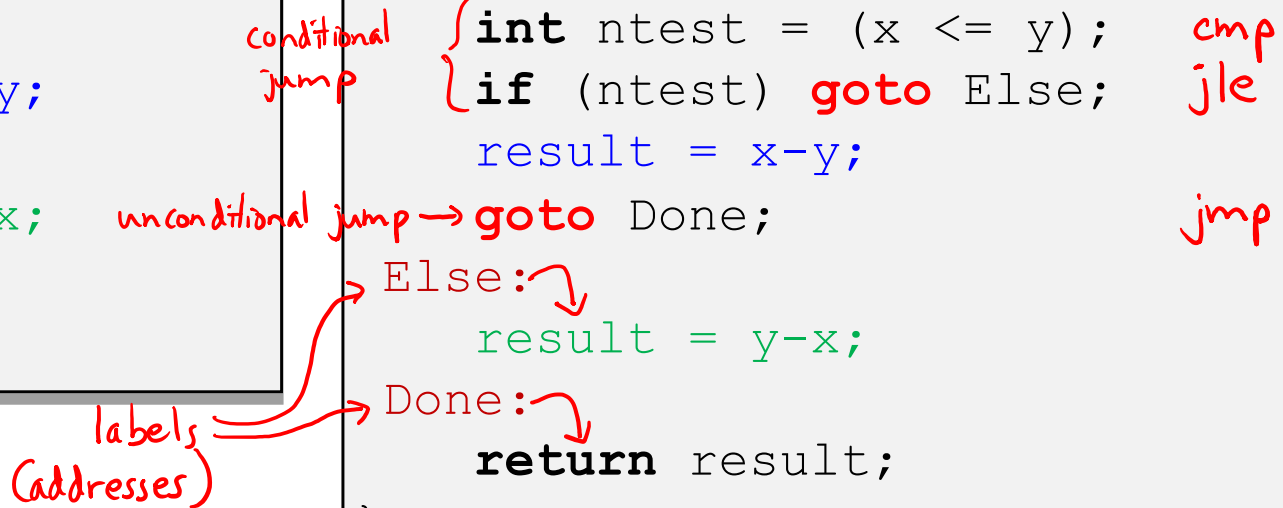 conditional
jump
int ntest = (x <= y); cmp
if (ntest) goto Else; jle
y;
result = x-y;
x;
unconditional jump → goto Done; jmp
Else:
result = y-x;
Done:
labels
(addresses)
return result;